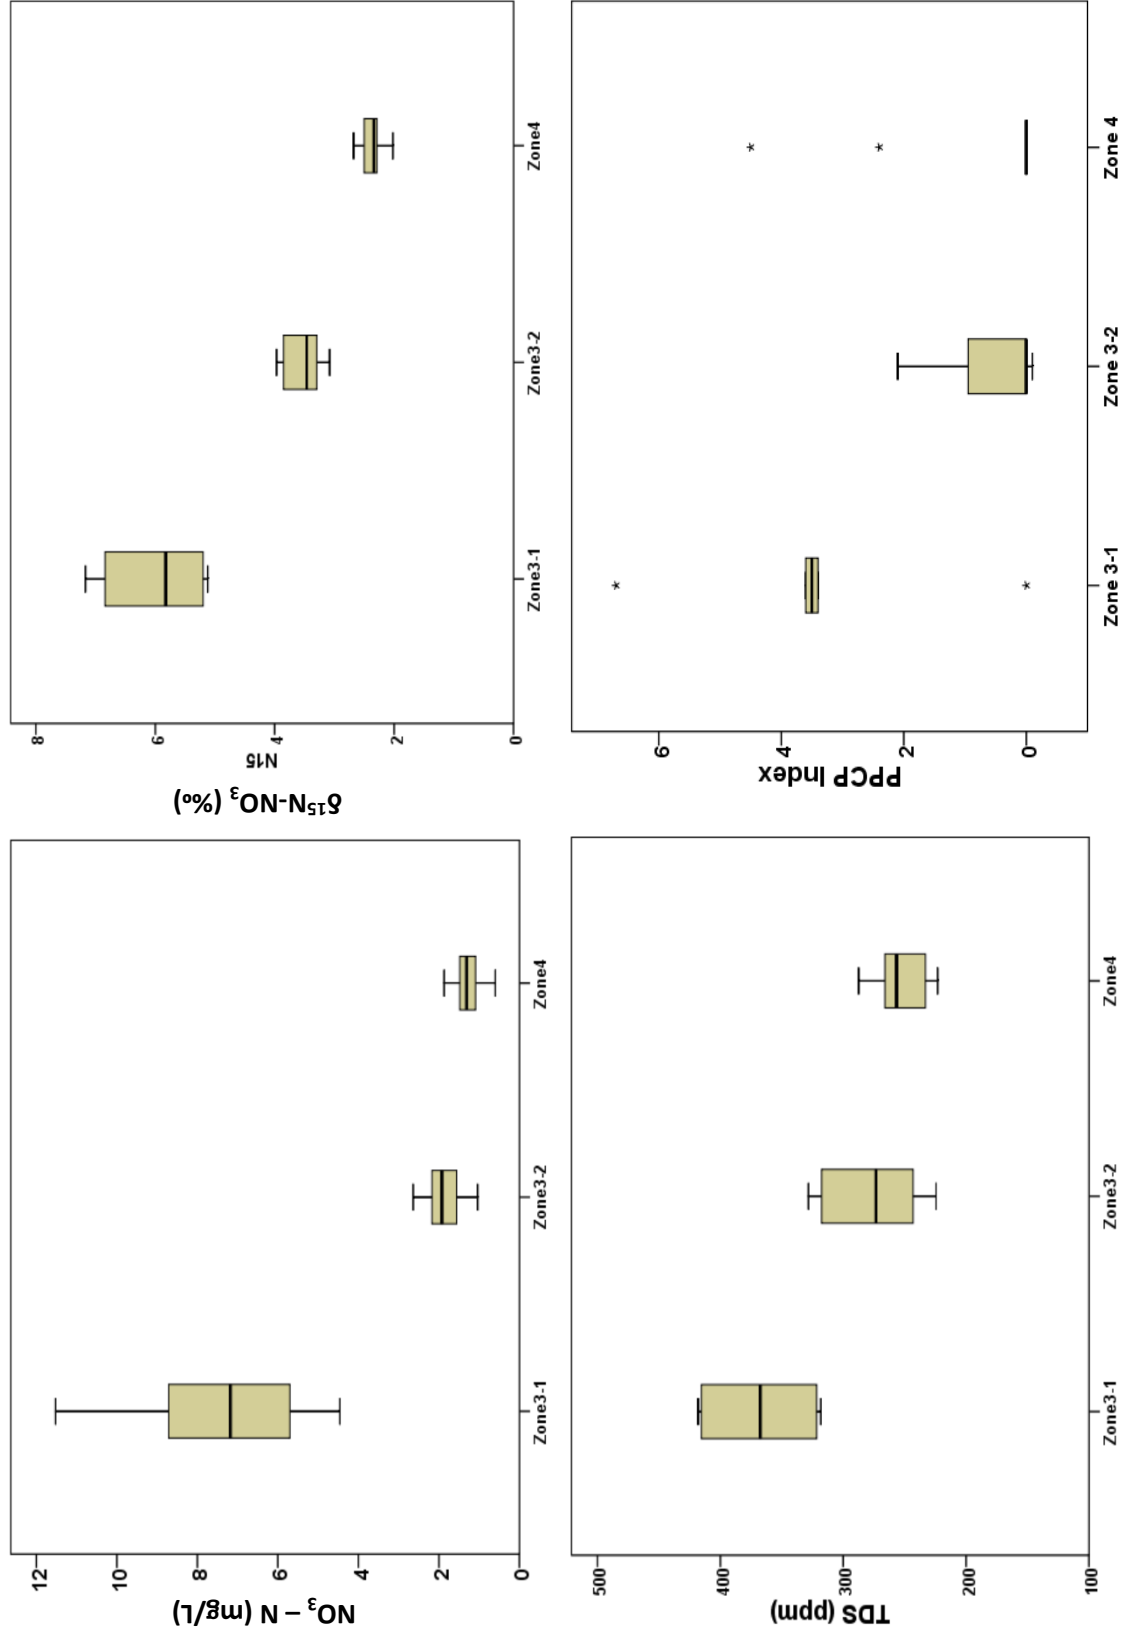 NO₃ – N (mg/L)
12
10
8
6
4
2
0
Zone3-1
Zone3-2
Zone4
δ¹⁵N-NO₃ (‰)
N15
8
6
4
2
0
Zone3-1
Zone3-2
Zone4
TDS (ppm)
500
400
300
200
100
Zone3-1
Zone3-2
Zone4
PPCP Index
6
4
2
0
Zone 3-1
Zone 3-2
Zone 4